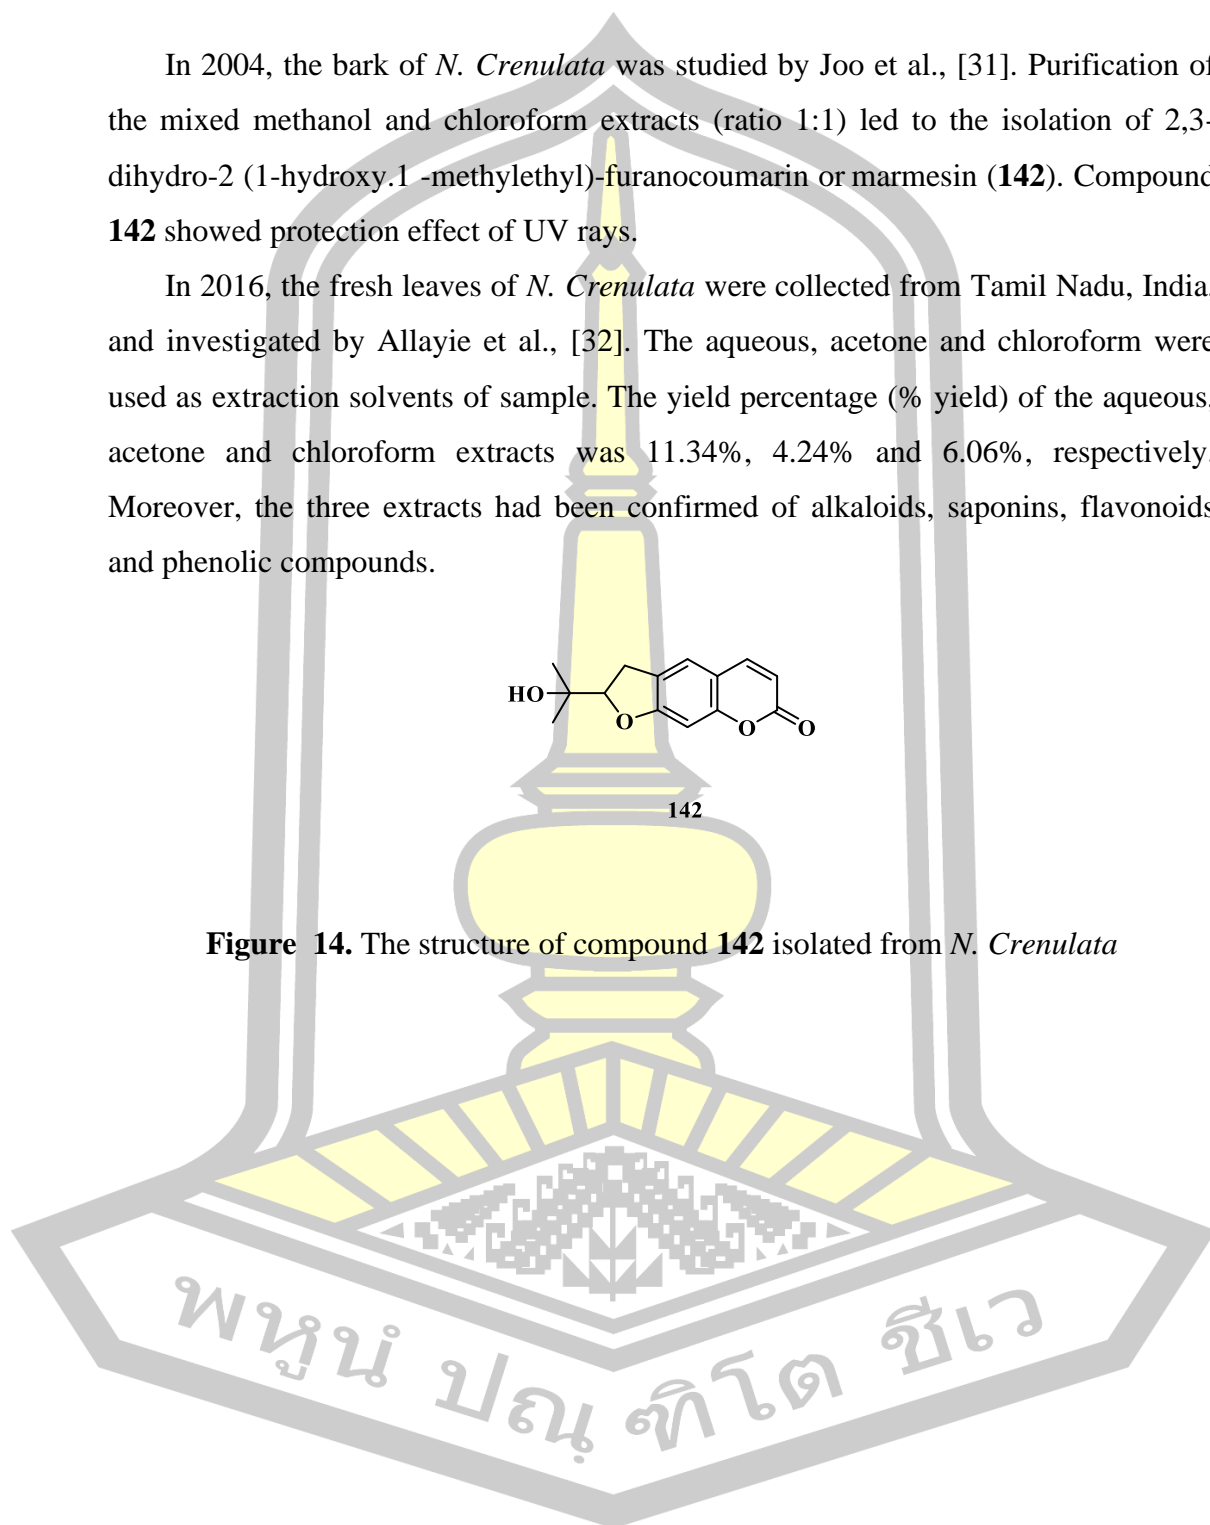 In 2004, the bark of N. Crenulata was studied by Joo et al., [31]. Purification of
the mixed methanol and chloroform extracts (ratio 1:1) led to the isolation of 2,3-
dihydro-2 (1-hydroxy.1 -methylethyl)-furanocoumarin or marmesin (142). Compound
142 showed protection effect of UV rays.
In 2016, the fresh leaves of N. Crenulata were collected from Tamil Nadu, India,
and investigated by Allayie et al., [32]. The aqueous, acetone and chloroform were
used as extraction solvents of sample. The yield percentage (% yield) of the aqueous,
acetone and chloroform extracts was 11.34%, 4.24% and 6.06%, respectively.
Moreover, the three extracts had been confirmed of alkaloids, saponins, flavonoids
and phenolic compounds.
HO
O
O
O
142
Figure 14. The structure of compound 142 isolated from N. Crenulata
พหูนํ ปณฺฑิโต ชีเว